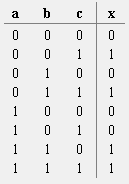 a b c x
0 0 0 0
0 0 1 1
0 1 0 0
0 1 1 1
1 0 0 0
1 0 1 0
1 1 0 1
1 1 1 1